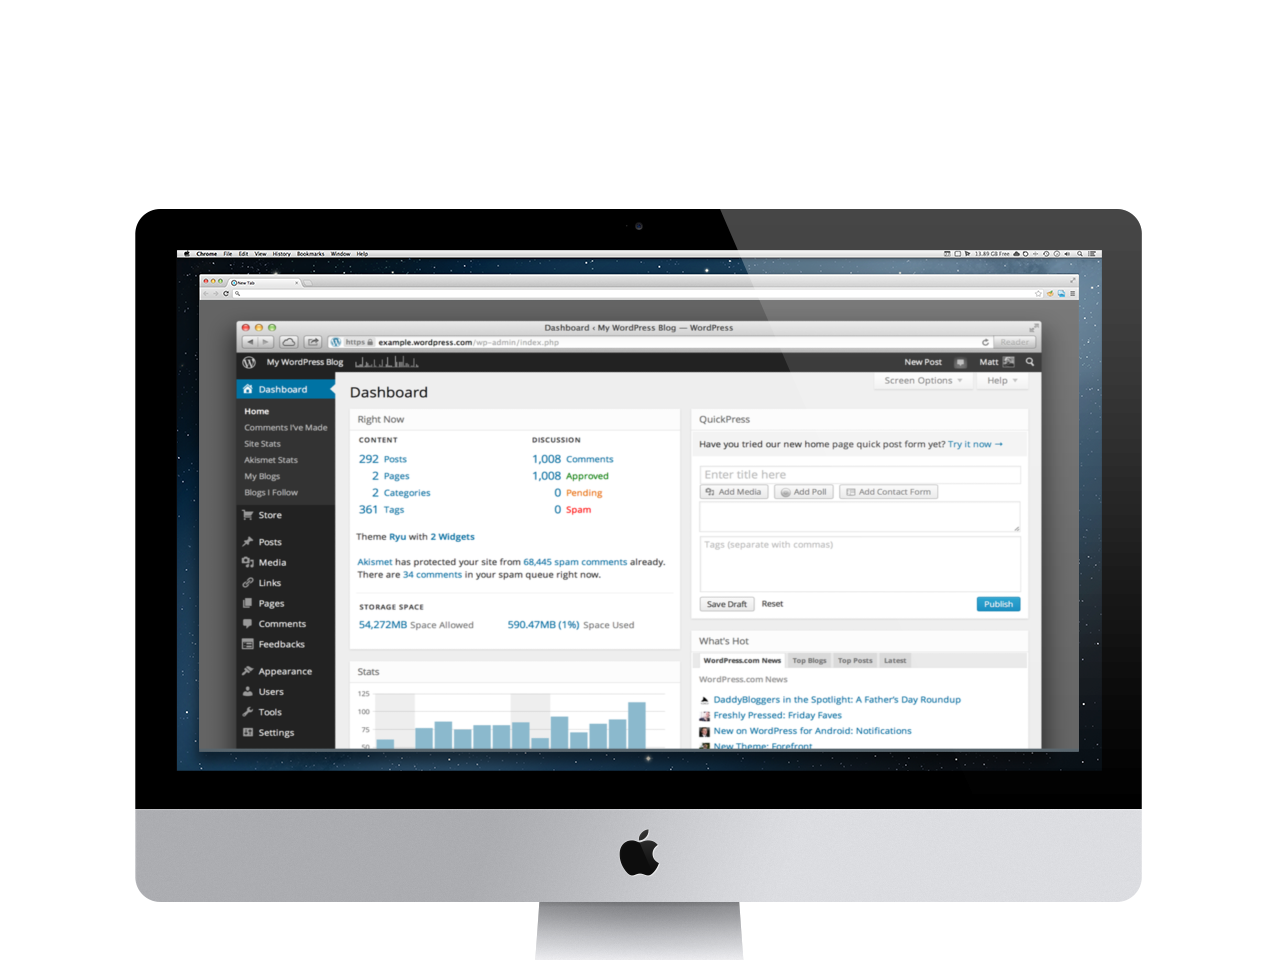 Chrome File Edit View History Bookmarks Window Help
13.89 GB Free
New Tab
Dashboard ‹ My WordPress Blog — WordPress
https example.wordpress.com/wp-admin/index.php
Reader
My WordPress Blog
New Post
Matt
Screen Options
Help
Dashboard
Home
Comments I've Made
Site Stats
Akismet Stats
My Blogs
Blogs I Follow
Store
Posts
Media
Links
Pages
Comments
Feedbacks
Appearance
Users
Tools
Settings
Dashboard
Right Now
CONTENT
292 Posts
2 Pages
2 Categories
361 Tags
DISCUSSION
1,008 Comments
1,008 Approved
0 Pending
0 Spam
Theme Ryu with 2 Widgets
Akismet has protected your site from 68,445 spam comments already.
There are 34 comments in your spam queue right now.
STORAGE SPACE
54,272MB Space Allowed
590.47MB (1%) Space Used
Stats
125
100
75
50
QuickPress
Have you tried our new home page quick post form yet? Try it now →
Enter title here
Add Media
Add Poll
Add Contact Form
Tags (separate with commas)
Save Draft
Reset
Publish
What's Hot
WordPress.com News
Top Blogs
Top Posts
Latest
WordPress.com News
DaddyBloggers in the Spotlight: A Father's Day Roundup
Freshly Pressed: Friday Faves
New on WordPress for Android: Notifications
New Theme: Forefront